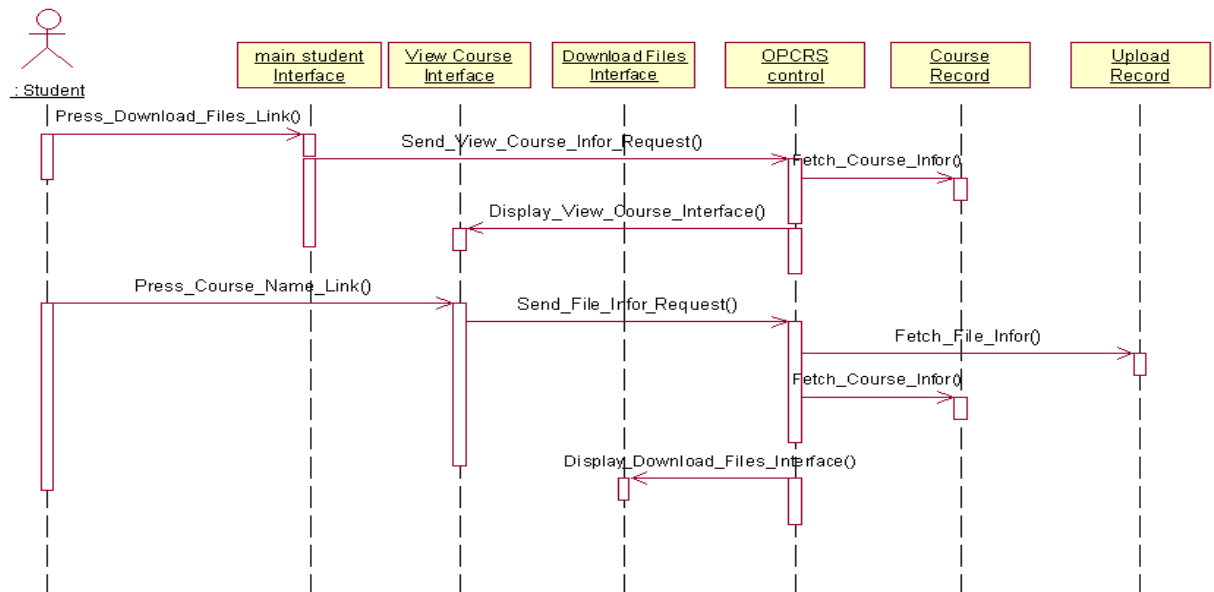 : Student
main student
Interface
View Course
Interface
Download Files
Interface
OPCRS
control
Course
Record
Upload
Record
Press_Download_Files_Link()
Send_View_Course_Infor_Request()
Fetch_Course_Infor()
Display_View_Course_Interface()
Press_Course_Name_Link()
Send_File_Infor_Request()
Fetch_File_Infor()
Fetch_Course_Infor()
Display_Download_Files_Interface()